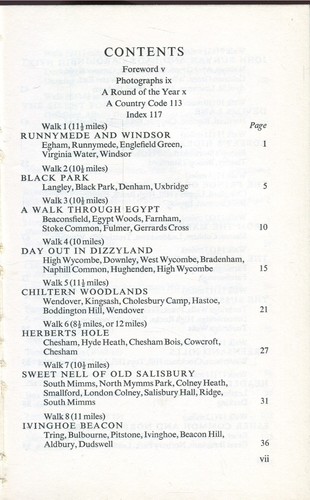 CONTENTS
Foreword v
Photographs ix
A Round of the Year x
A Country Code 113
Index 117
Walk 1 (11½ miles) Page
RUNNYMEDE AND WINDSOR
Egham, Runnymede, Englefield Green, 1
Virginia Water, Windsor
Walk 2 (10½ miles)
BLACK PARK
Langley, Black Park, Denham, Uxbridge 5
Walk 3 (10½ miles)
A WALK THROUGH EGYPT
Beaconsfield, Egypt Woods, Farnham,
Stoke Common, Fulmer, Gerrards Cross 10
Walk 4 (10 miles)
DAY OUT IN DIZZYLAND
High Wycombe, Downley, West Wycombe, Bradenham,
Naphill Common, Hughenden, High Wycombe 15
Walk 5 (11½ miles)
CHILTERN WOODLANDS
Wendover, Kingsash, Cholesbury Camp, Hastoe,
Boddington Hill, Wendover 21
Walk 6 (8½ miles, or 12 miles)
HERBERTS HOLE
Chesham, Hyde Heath, Chesham Bois, Cowcroft,
Chesham 27
Walk 7 (10½ miles)
SWEET NELL OF OLD SALISBURY
South Mimms, North Mymms Park, Colney Heath,
Smallford, London Colney, Salisbury Hall, Ridge,
South Mimms 31
Walk 8 (11 miles)
IVINGHOE BEACON
Tring, Bulbourne, Pitstone, Ivinghoe, Beacon Hill,
Aldbury, Dudswell 36
vii